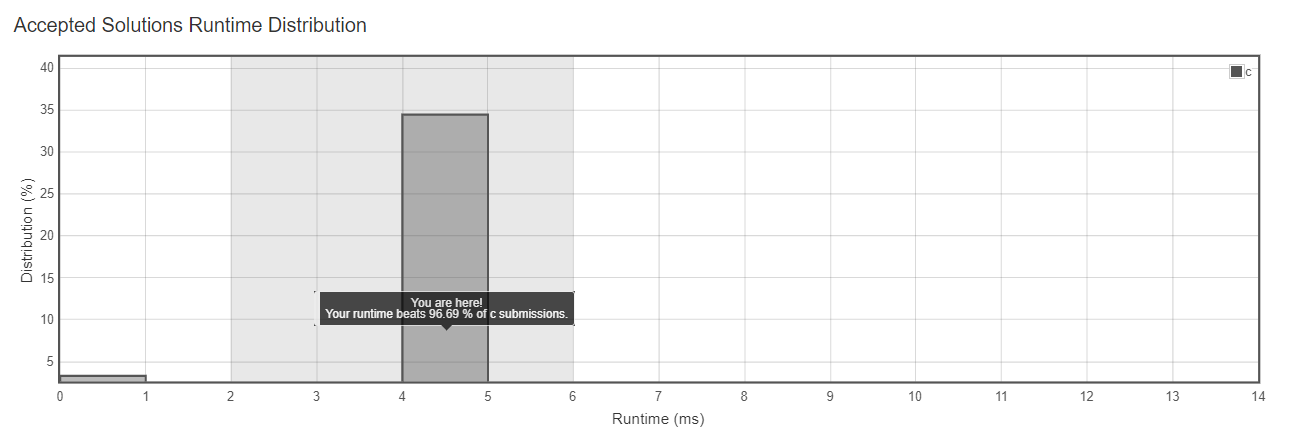 Accepted Solutions Runtime Distribution
c
Distribution (%)
40
35
30
25
20
15
10
5
You are here!
Your runtime beats 96.69 % of c submissions.
0 1 2 3 4 5 6 7 8 9 10 11 12 13 14
Runtime (ms)